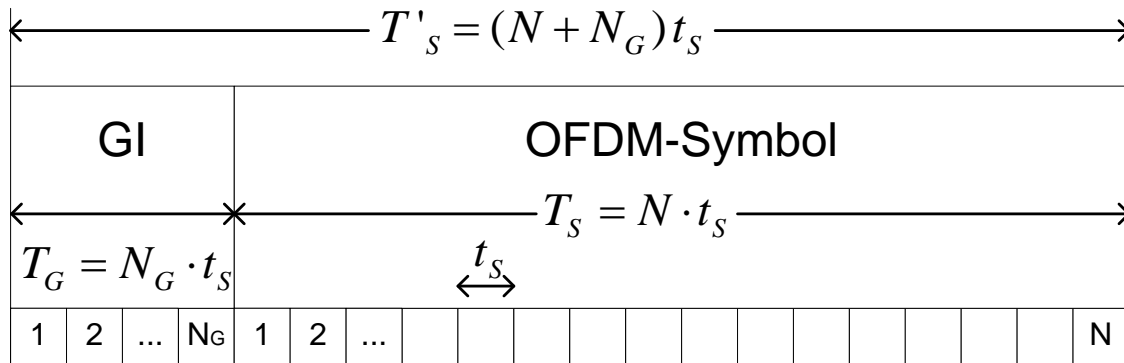 T'_S = (N + N_G) t_S
GI OFDM-Symbol
T_S = N · t_S
T_G = N_G · t_S t_S
1 2 ... N_G 1 2 ... N